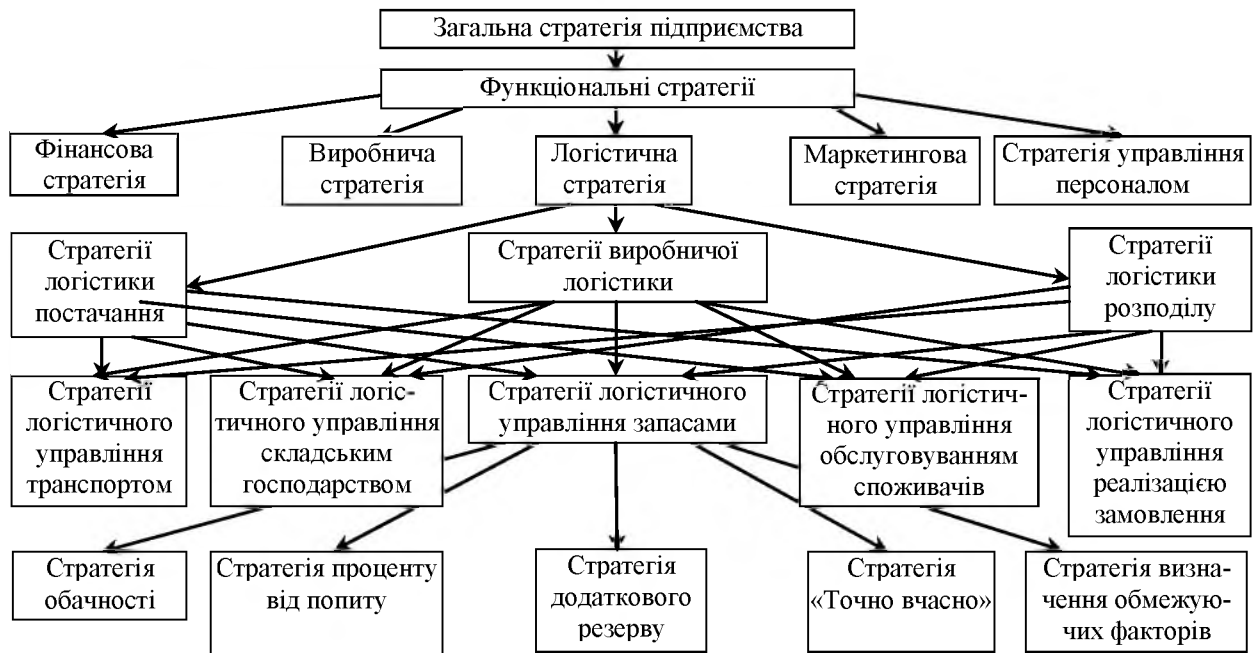 Загальна стратегія підприємства
Функціональні стратегії
Фінансова
стратегія
Виробнича
стратегія
Логістична
стратегія
Маркетингова
стратегія
Стратегія управління
персоналом
Стратегії
логістики
постачання
Стратегії виробничої
логістики
Стратегії
логістики
розподілу
Стратегії
логістичного
управління
транспортом
Стратегії логіс-
тичного управління
складським
господарством
Стратегії логістичного
управління запасами
Стратегії логістич-
ного управління
обслуговуванням
споживачів
Стратегії
логістичного
управління
реалізацією
замовлення
Стратегія
обачності
Стратегія проценту
від попиту
Стратегія
додаткового
резерву
Стратегія
«Точно вчасно»
Стратегія визна-
чення обмежую-
чих факторів